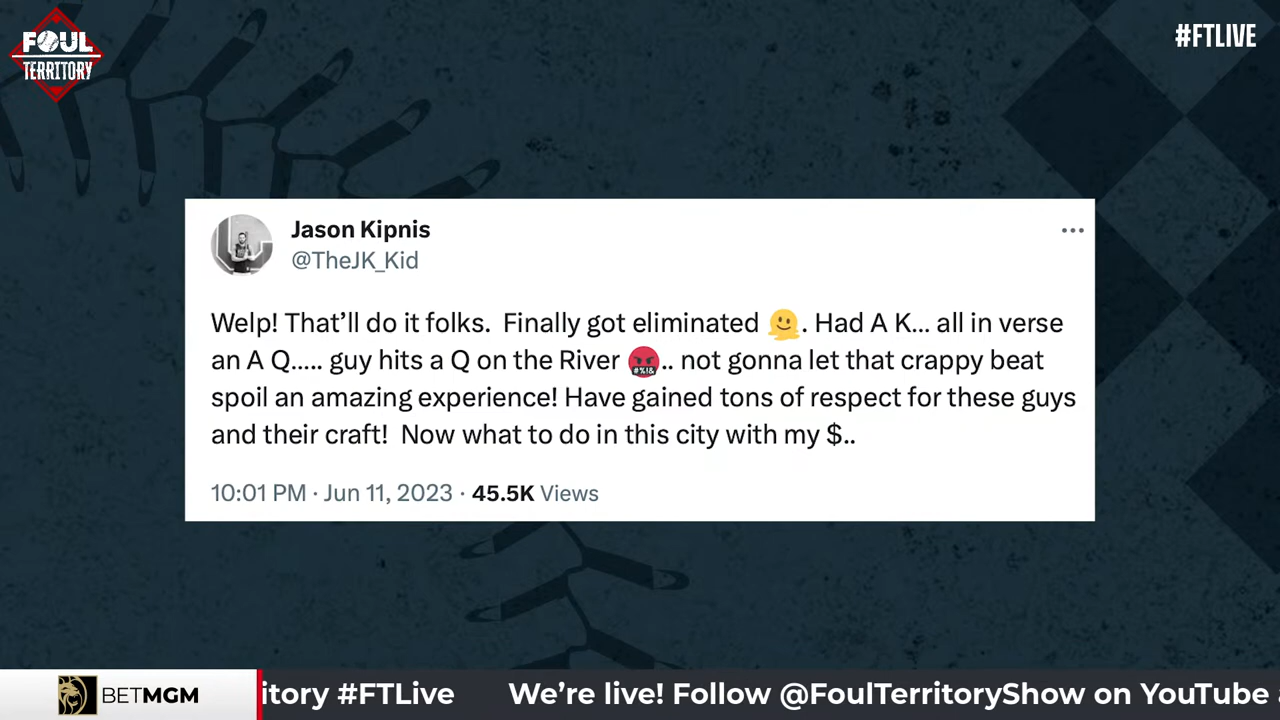 FOUL
TERRITORY
#FTLIVE
Jason Kipnis
@TheJK_Kid
Welp! That’ll do it folks.  Finally got eliminated 🫠. Had A K... all in verse
an A Q..... guy hits a Q on the River 🤬.. not gonna let that crappy beat
spoil an amazing experience! Have gained tons of respect for these guys
and their craft!  Now what to do in this city with my $..
10:01 PM · Jun 11, 2023 · 45.5K Views
BETMGM
itory #FTLive We’re live! Follow @FoulTerritoryShow on YouTube